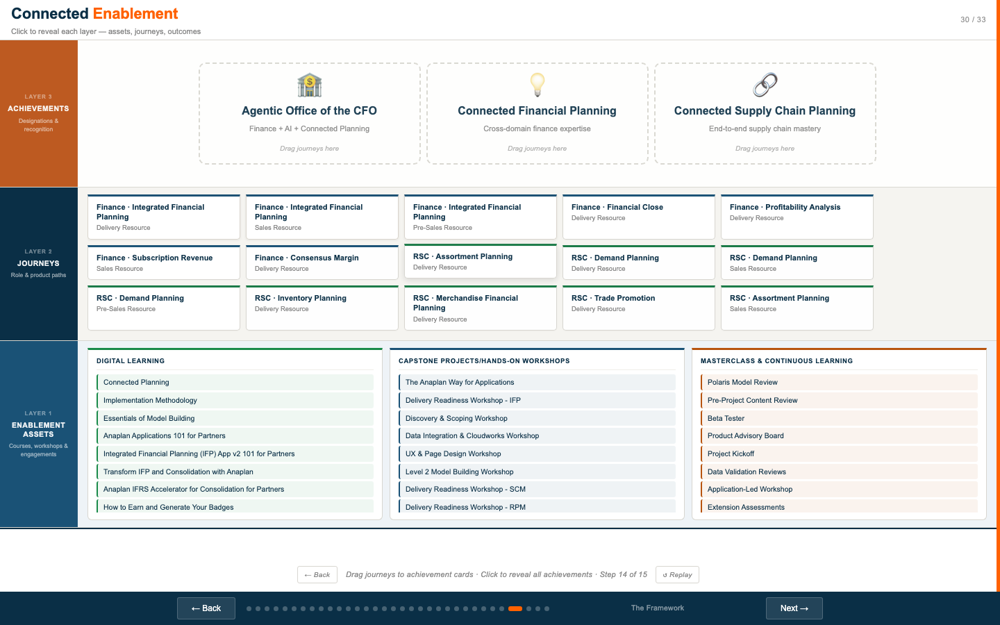 Connected Enablement
Click to reveal each layer — assets, journeys, outcomes
30 / 33
LAYER 3
ACHIEVEMENTS
Designations &
recognition
Agentic Office of the CFO
Finance + AI + Connected Planning
Drag journeys here
Connected Financial Planning
Cross-domain finance expertise
Drag journeys here
Connected Supply Chain Planning
End-to-end supply chain mastery
Drag journeys here
LAYER 2
JOURNEYS
Role & product paths
Finance · Integrated Financial
Planning
Delivery Resource
Finance · Integrated Financial
Planning
Sales Resource
Finance · Integrated Financial
Planning
Pre-Sales Resource
Finance · Financial Close
Delivery Resource
Finance · Profitability Analysis
Delivery Resource
Finance · Subscription Revenue
Sales Resource
Finance · Consensus Margin
Delivery Resource
RSC · Assortment Planning
Delivery Resource
RSC · Demand Planning
Delivery Resource
RSC · Demand Planning
Sales Resource
RSC · Demand Planning
Pre-Sales Resource
RSC · Inventory Planning
Delivery Resource
RSC · Merchandise Financial
Planning
Delivery Resource
RSC · Trade Promotion
Delivery Resource
RSC · Assortment Planning
Sales Resource
LAYER 1
ENABLEMENT
ASSETS
Courses, workshops &
engagements
DIGITAL LEARNING
Connected Planning
Implementation Methodology
Essentials of Model Building
Anaplan Applications 101 for Partners
Integrated Financial Planning (IFP) App v2 101 for Partners
Transform IFP and Consolidation with Anaplan
Anaplan IFRS Accelerator for Consolidation for Partners
How to Earn and Generate Your Badges
CAPSTONE PROJECTS/HANDS-ON WORKSHOPS
The Anaplan Way for Applications
Delivery Readiness Workshop - IFP
Discovery & Scoping Workshop
Data Integration & Cloudworks Workshop
UX & Page Design Workshop
Level 2 Model Building Workshop
Delivery Readiness Workshop - SCM
Delivery Readiness Workshop - RPM
MASTERCLASS & CONTINUOUS LEARNING
Polaris Model Review
Pre-Project Content Review
Beta Tester
Product Advisory Board
Project Kickoff
Data Validation Reviews
Application-Led Workshop
Extension Assessments
← Back
Drag journeys to achievement cards · Click to reveal all achievements · Step 14 of 15
↺ Replay
← Back
The Framework
Next →